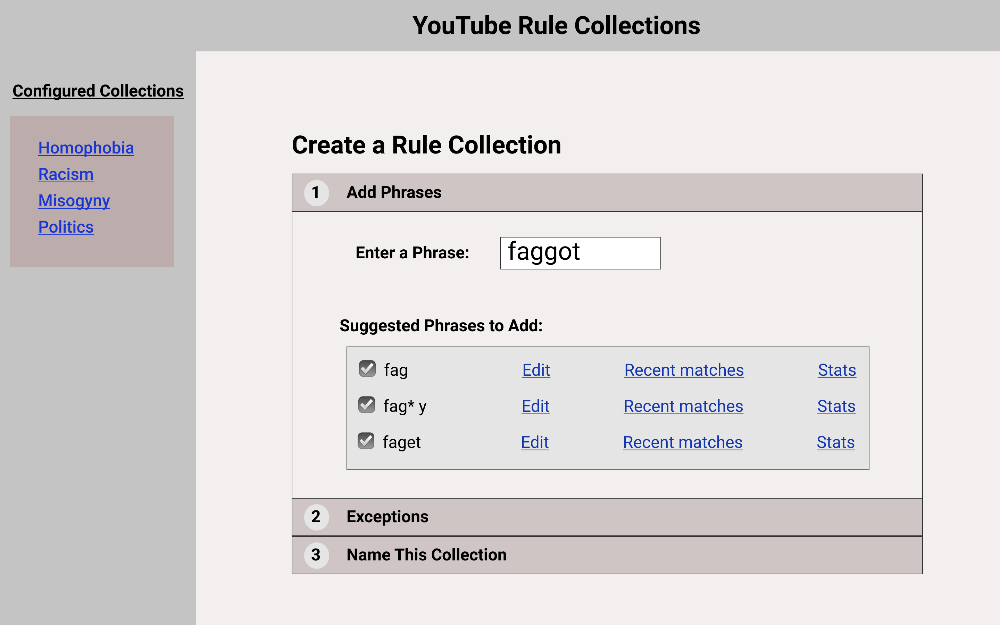 YouTube Rule Collections
Configured Collections
Homophobia
Racism
Misogyny
Politics
Create a Rule Collection
1 Add Phrases
Enter a Phrase: faggot
Suggested Phrases to Add:
fag Edit Recent matches Stats
fag* y Edit Recent matches Stats
faget Edit Recent matches Stats
2 Exceptions
3 Name This Collection